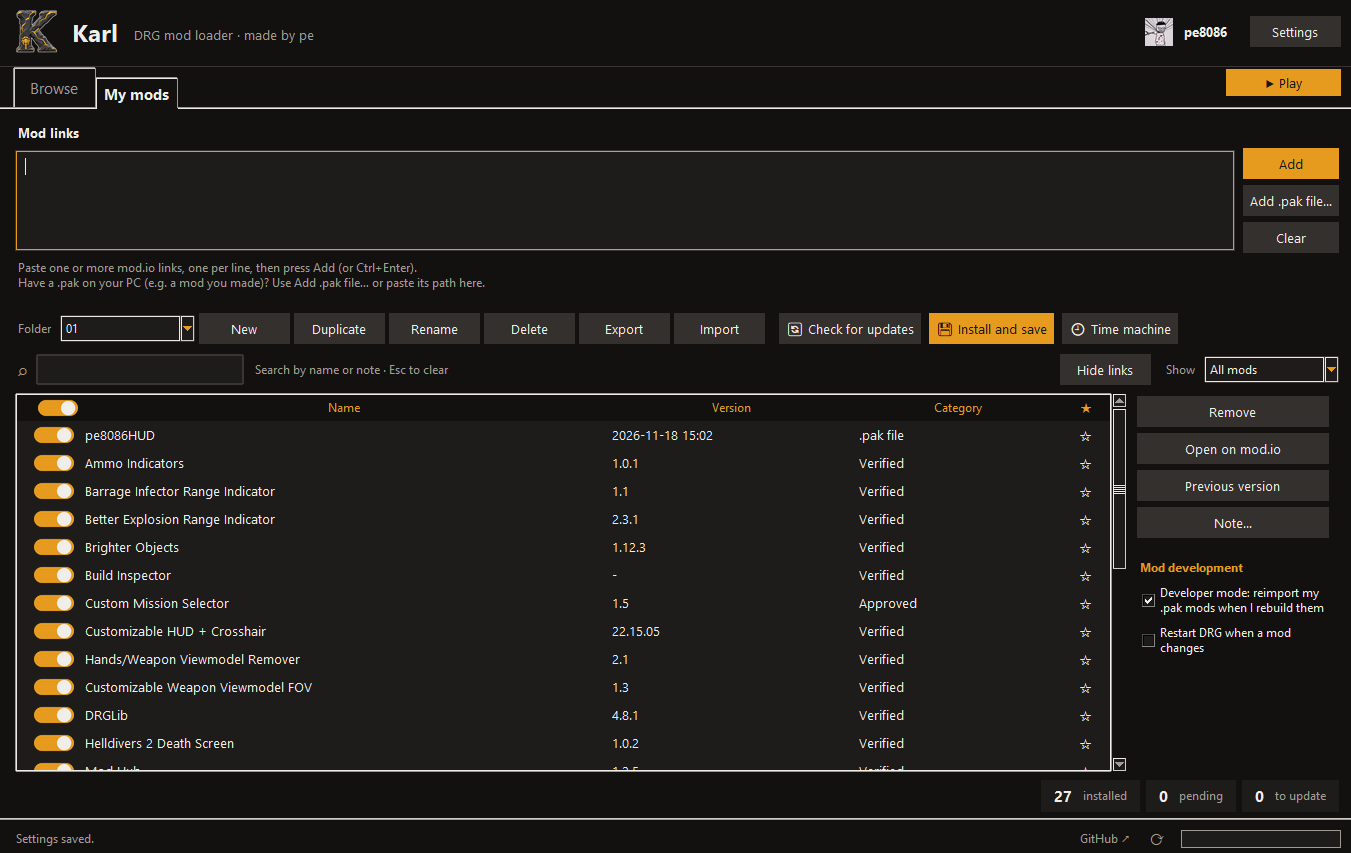 Karl DRG mod loader · made by pe pe8086 Settings
Browse My mods ▶ Play
Mod links
Add
Add .pak file...
Clear
Paste one or more mod.io links, one per line, then press Add (or Ctrl+Enter).
Have a .pak on your PC (e.g. a mod you made)? Use Add .pak file... or paste its path here.
Folder 01 New Duplicate Rename Delete Export Import Check for updates Install and save Time machine
Search by name or note · Esc to clear Hide links Show All mods
Name Version Category ★
pe8086HUD 2026-11-18 15:02 .pak file ☆
Ammo Indicators 1.0.1 Verified ☆
Barrage Infector Range Indicator 1.1 Verified ☆
Better Explosion Range Indicator 2.3.1 Verified ☆
Brighter Objects 1.12.3 Verified ☆
Build Inspector - Verified ☆
Custom Mission Selector 1.5 Approved ☆
Customizable HUD + Crosshair 22.15.05 Verified ☆
Hands/Weapon Viewmodel Remover 2.1 Verified ☆
Customizable Weapon Viewmodel FOV 1.3 Verified ☆
DRGLib 4.8.1 Verified ☆
Helldivers 2 Death Screen 1.0.2 Verified ☆
Remove
Open on mod.io
Previous version
Note...
Mod development
Developer mode: reimport my
.pak mods when I rebuild them
Restart DRG when a mod
changes
27 installed 0 pending 0 to update
Settings saved. GitHub ↗